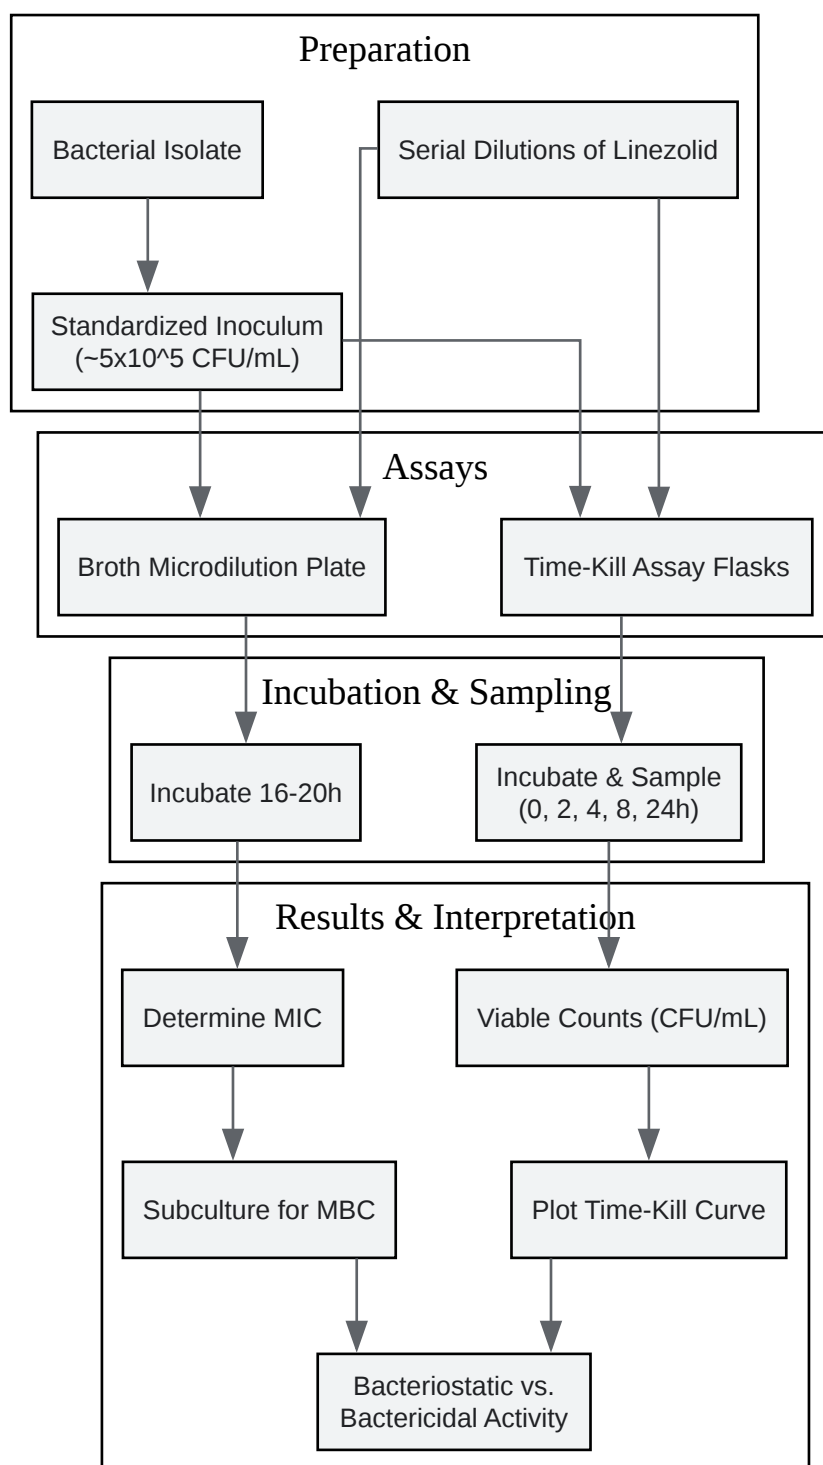 Preparation
Bacterial Isolate
Serial Dilutions of Linezolid
Standardized Inoculum
(~5x10^5 CFU/mL)
Assays
Broth Microdilution Plate
Time-Kill Assay Flasks
Incubation & Sampling
Incubate 16-20h
Incubate & Sample
(0, 2, 4, 8, 24h)
Results & Interpretation
Determine MIC
Viable Counts (CFU/mL)
Subculture for MBC
Plot Time-Kill Curve
Bacteriostatic vs.
Bactericidal Activity